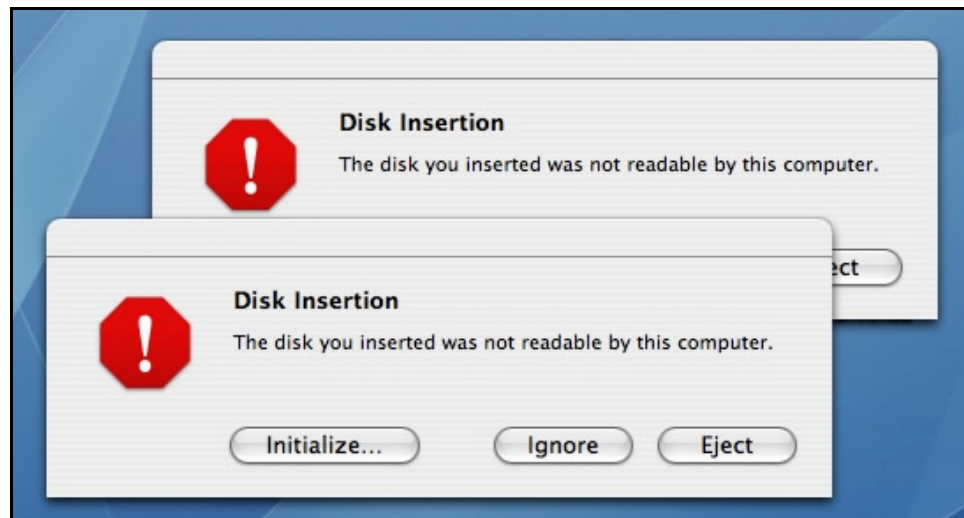 Disk Insertion
The disk you inserted was not readable by this computer.
Disk Insertion
The disk you inserted was not readable by this computer.
Initialize...
Ignore
Eject